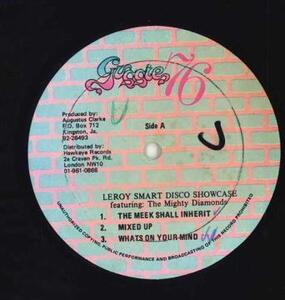 Gussie 76
Produced by:
Augustus Clarke
P.O. Box 712
Kingston, Ja.
92-26493
Side A
Distributed by:
Hawkeye Records
2a Craven Pk. Rd.
London NW10
01-961-0866
LEROY SMART DISCO SHOWCASE
featuring: The Mighty Diamonds
1. THE MEEK SHALL INHERIT
2. MIXED UP
3. WHATS ON YOUR MIND
UNAUTHORIZED COPYING, PUBLIC PERFORMANCE AND BROADCASTING OF THIS RECORD PROHIBITED